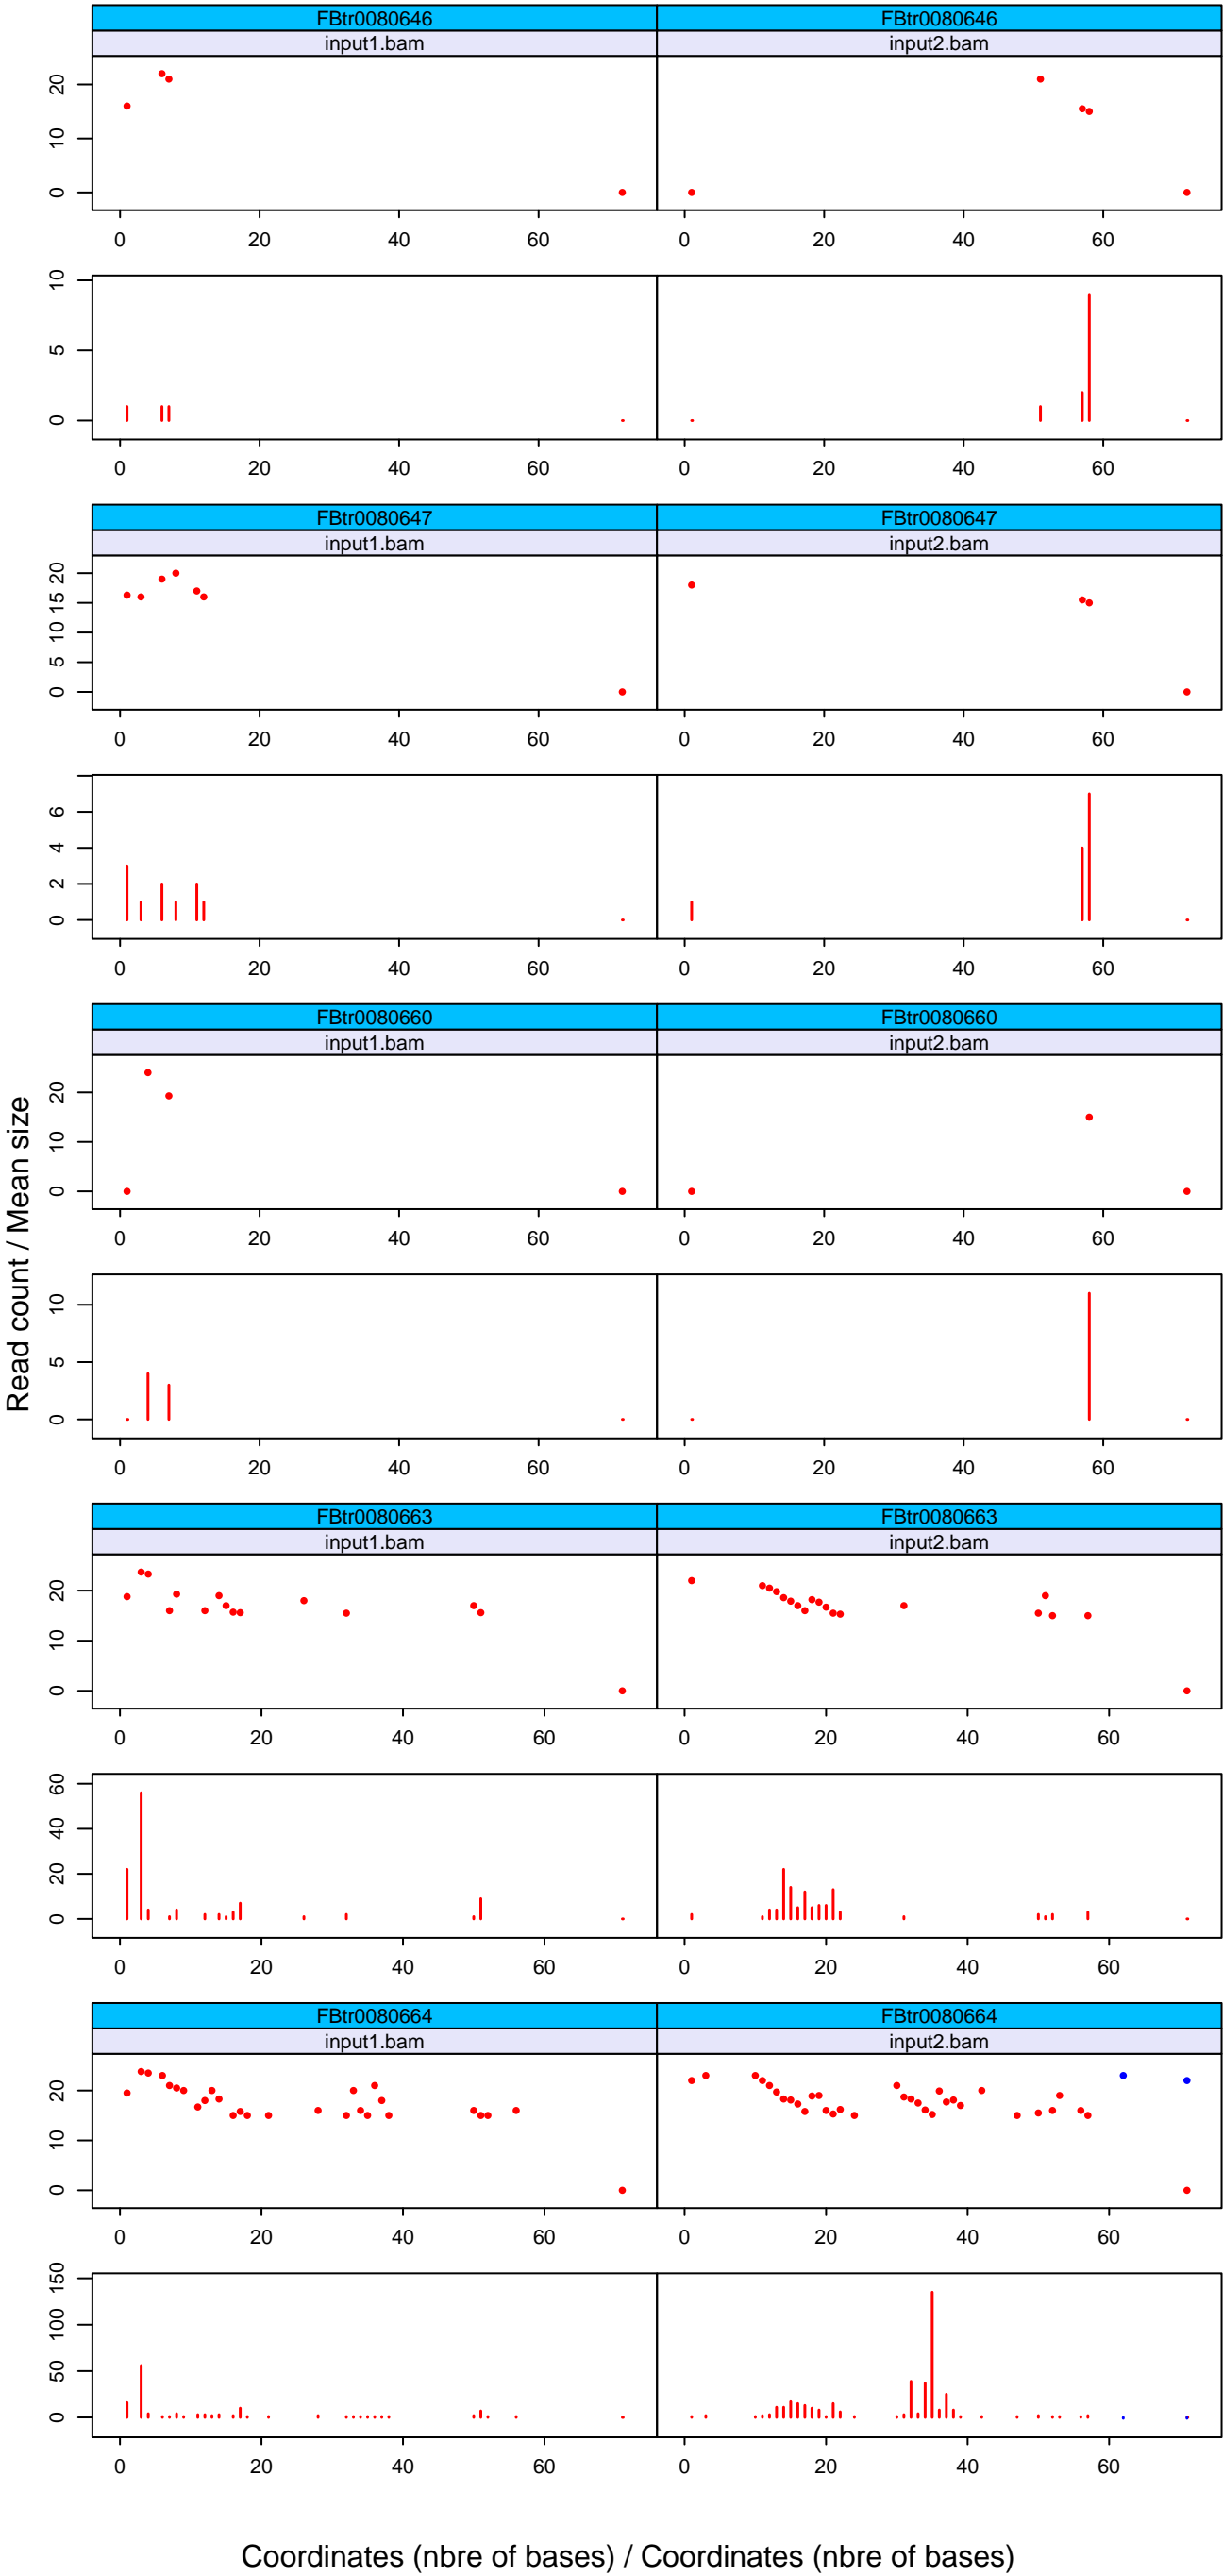 FBtr0080646 FBtr0080646
input1.bam input2.bam
20
10
0
0 20 40 60 0 20 40 60
10
5
0
0 20 40 60 0 20 40 60
FBtr0080647 FBtr0080647
input1.bam input2.bam
20
15
10
5
0
0 20 40 60 0 20 40 60
6
4
2
0
0 20 40 60 0 20 40 60
FBtr0080660 FBtr0080660
input1.bam input2.bam
20
10
0
0 20 40 60 0 20 40 60
Read count / Mean size
10
5
0
0 20 40 60 0 20 40 60
FBtr0080663 FBtr0080663
input1.bam input2.bam
20
10
0
0 20 40 60 0 20 40 60
60
40
20
0
0 20 40 60 0 20 40 60
FBtr0080664 FBtr0080664
input1.bam input2.bam
20
10
0
0 20 40 60 0 20 40 60
150
100
50
0
0 20 40 60 0 20 40 60
Coordinates (nbre of bases) / Coordinates (nbre of bases)